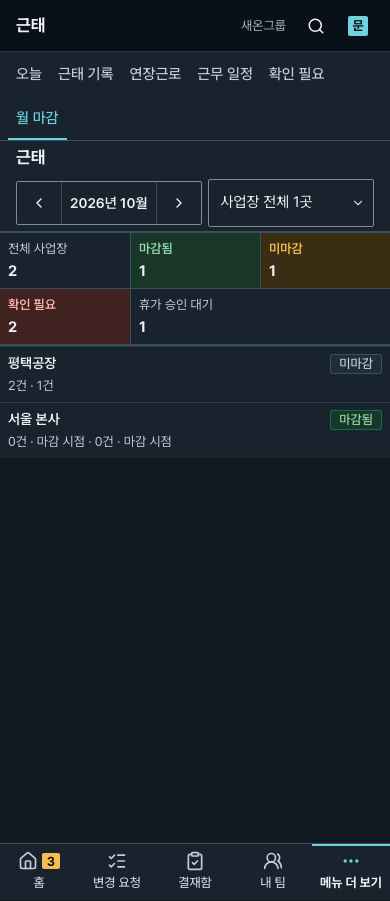 근태
새온그룹
문
오늘 근태 기록 연장근로 근무 일정 확인 필요
월 마감
근태
2026년 10월
사업장 전체 1곳
전체 사업장
2
마감됨
1
미마감
1
확인 필요
2
휴가 승인 대기
1
평택공장
미마감
2건 · 1건
서울 본사
마감됨
0건 · 마감 시점 · 0건 · 마감 시점
3
홈
변경 요청
결재함
내 팀
메뉴 더 보기